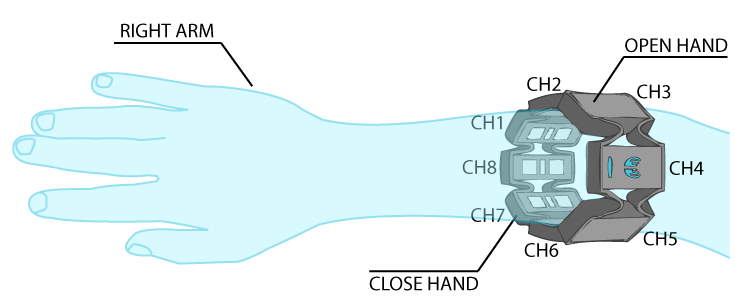 RIGHT ARM
OPEN HAND
CH2
CH3
CH1
CH8
CH4
CH7
CH5
CH6
CLOSE HAND